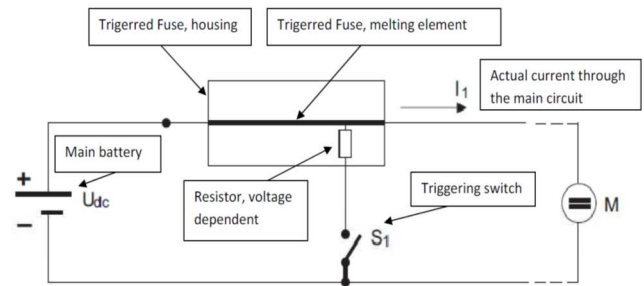 Trigerred Fuse, housing
Trigerred Fuse, melting element
Actual current through
the main circuit
I1
Main battery
+
Udc
–
Resistor, voltage
dependent
Triggering switch
S1
M